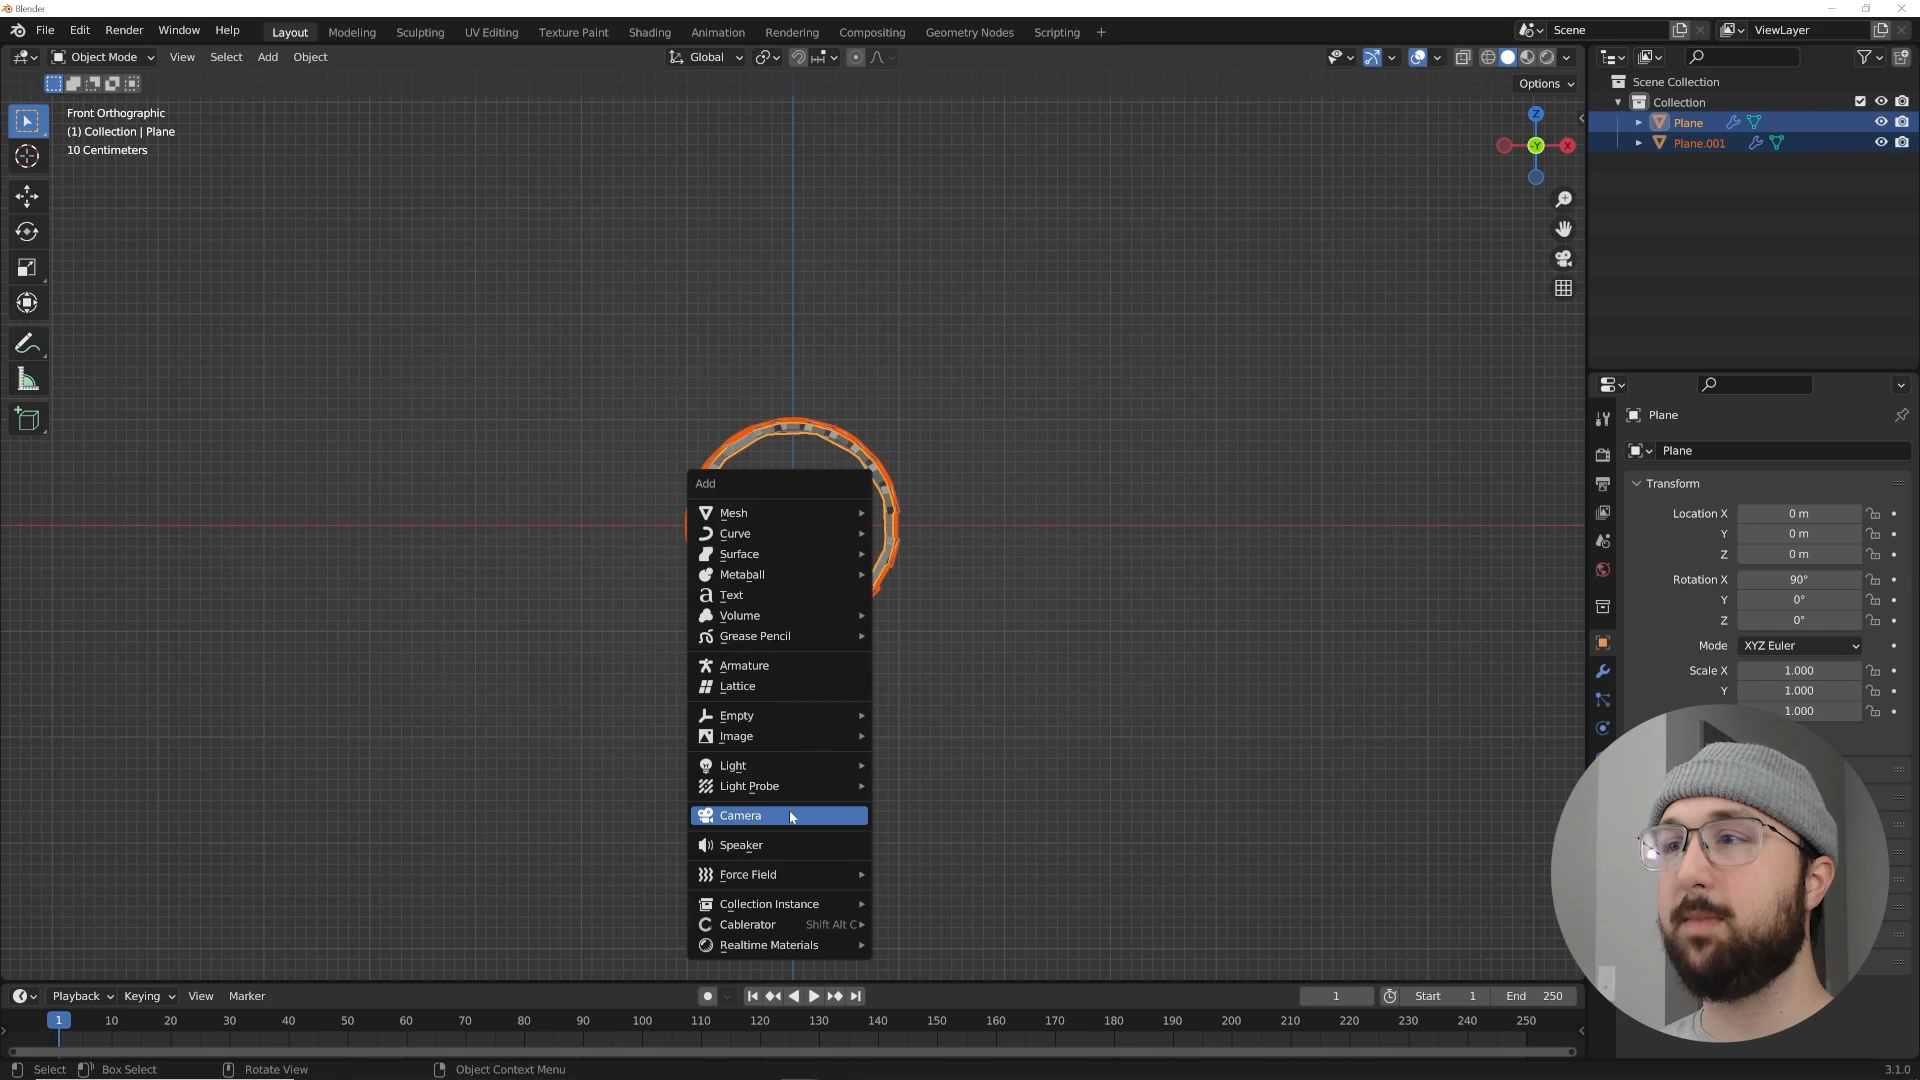 Blender
File Edit Render Window Help
Layout Modeling Sculpting UV Editing Texture Paint Shading Animation Rendering Compositing Geometry Nodes Scripting +
Scene
ViewLayer
Object Mode View Select Add Object
Global
Options
Front Orthographic
(1) Collection | Plane
10 Centimeters
Z
-Y
X
Scene Collection
Collection
Plane
Plane.001
Add
Mesh
Curve
Surface
Metaball
Text
Volume
Grease Pencil
Armature
Lattice
Empty
Image
Light
Light Probe
Camera
Speaker
Force Field
Collection Instance
Cablerator Shift Alt C
Realtime Materials
Plane
Plane
Transform
Location X 0 m
Y 0 m
Z 0 m
Rotation X 90°
Y 0°
Z 0°
Mode XYZ Euler
Scale X 1.000
Y 1.000
1.000
Playback Keying View Marker
1 Start 1 End 250
1 10 20 30 40 50 60 70 80 90 100 110 120 130 140 150 160 170 180 190 200 210 220 230 240 250
Select Box Select Rotate View Object Context Menu
3.1.0